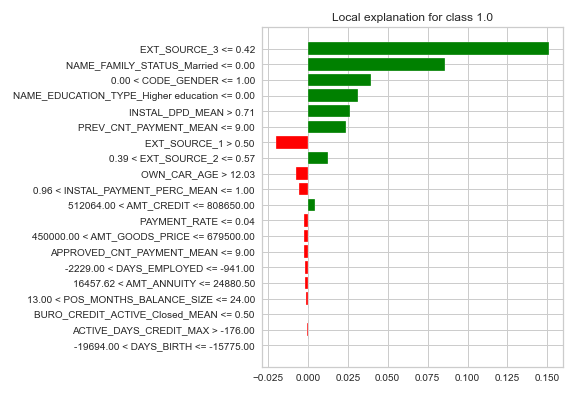 Local explanation for class 1.0
EXT_SOURCE_3 <= 0.42
NAME_FAMILY_STATUS_Married <= 0.00
0.00 < CODE_GENDER <= 1.00
NAME_EDUCATION_TYPE_Higher education <= 0.00
INSTAL_DPD_MEAN > 0.71
PREV_CNT_PAYMENT_MEAN <= 9.00
EXT_SOURCE_1 > 0.50
0.39 < EXT_SOURCE_2 <= 0.57
OWN_CAR_AGE > 12.03
0.96 < INSTAL_PAYMENT_PERC_MEAN <= 1.00
512064.00 < AMT_CREDIT <= 808650.00
PAYMENT_RATE <= 0.04
450000.00 < AMT_GOODS_PRICE <= 679500.00
APPROVED_CNT_PAYMENT_MEAN <= 9.00
-2229.00 < DAYS_EMPLOYED <= -941.00
16457.62 < AMT_ANNUITY <= 24880.50
13.00 < POS_MONTHS_BALANCE_SIZE <= 24.00
BURO_CREDIT_ACTIVE_Closed_MEAN <= 0.50
ACTIVE_DAYS_CREDIT_MAX > -176.00
-19694.00 < DAYS_BIRTH <= -15775.00
−0.025 0.000 0.025 0.050 0.075 0.100 0.125 0.150